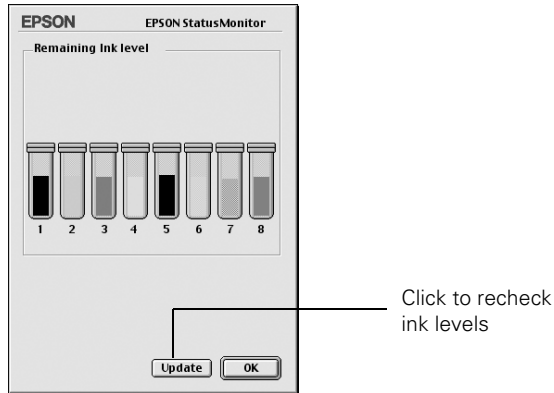 EPSON EPSON StatusMonitor
Remaining Ink level
1 2 3 4 5 6 7 8
Click to recheck
ink levels
Update OK